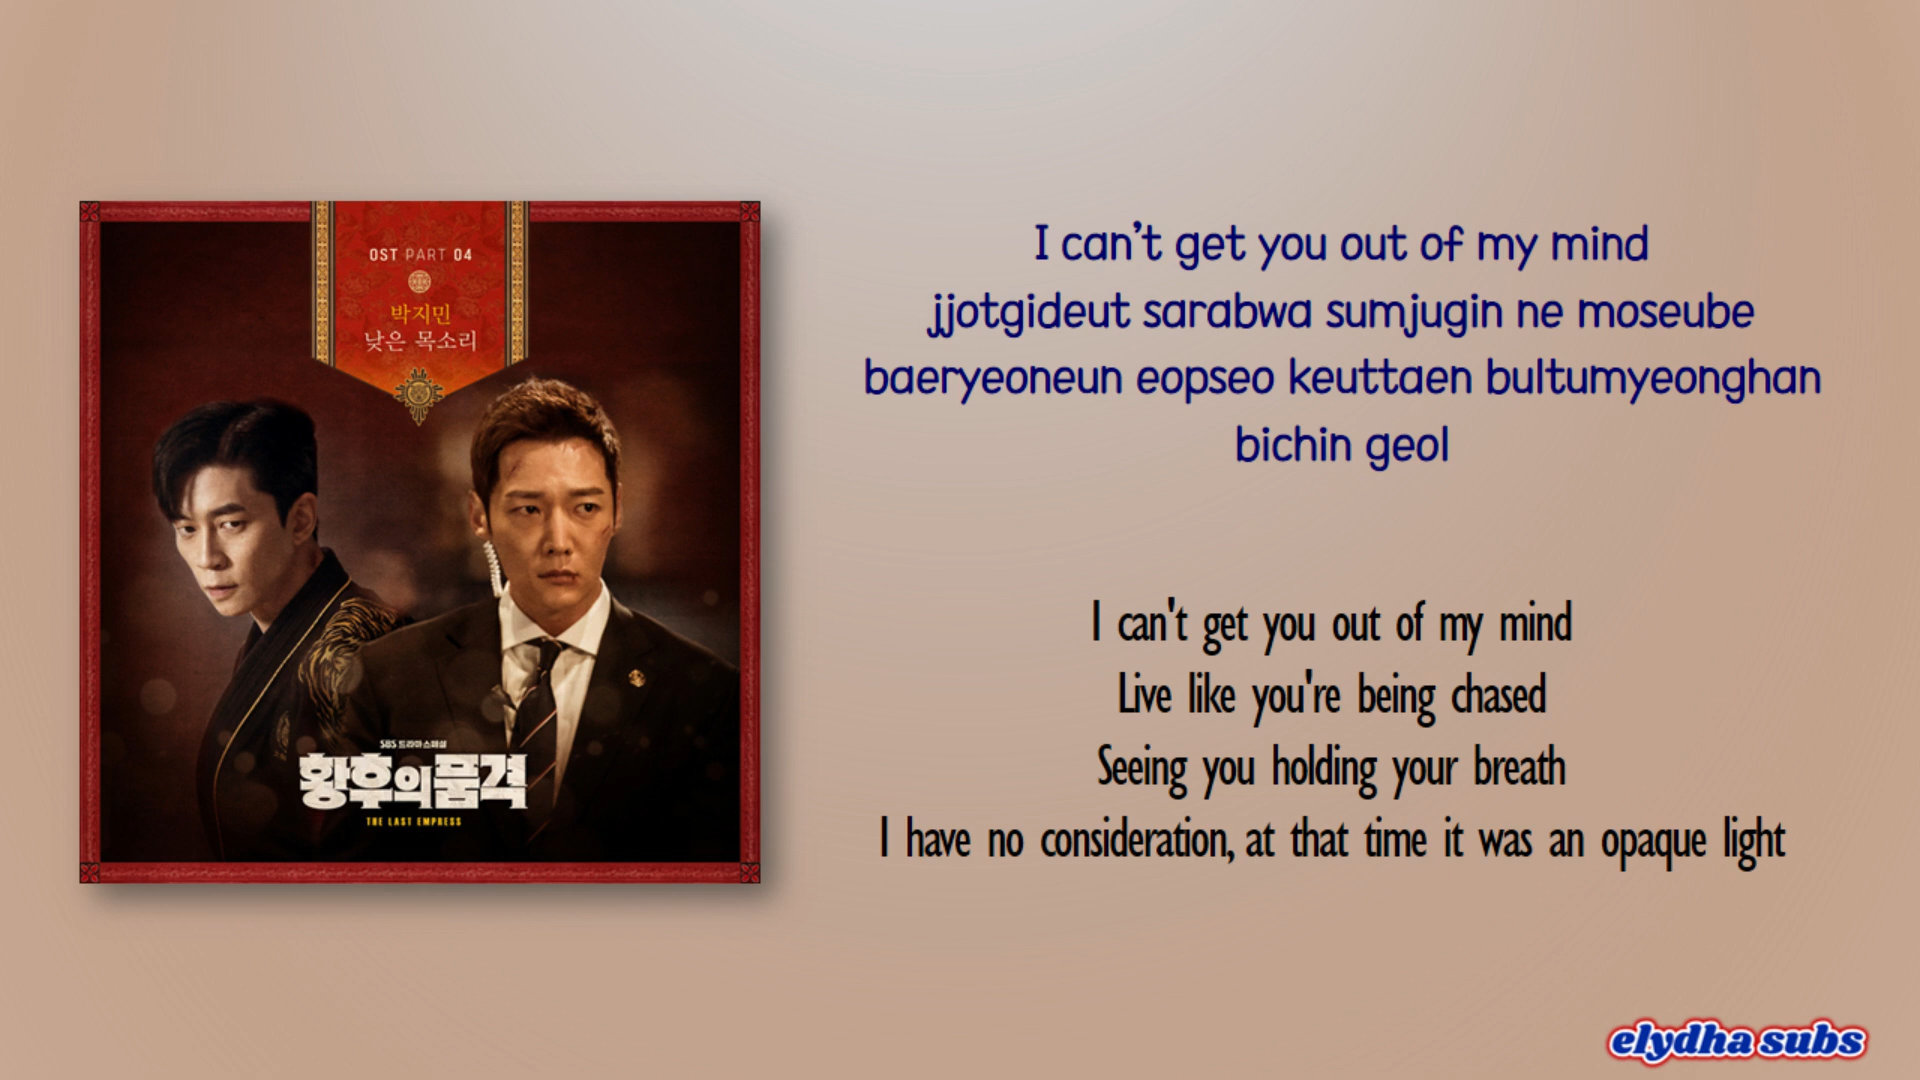 OST PART 04
박지민
낮은 목소리
SBS 드라마 스페셜
황후의품격
THE LAST EMPRESS
I can’t get you out of my mind
jjotgideut sarabwa sumjugin ne moseube
baeryeoneun eopseo keuttaen bultumyeonghan
bichin geol
I can't get you out of my mind
Live like you're being chased
Seeing you holding your breath
I have no consideration, at that time it was an opaque light
elydha subs